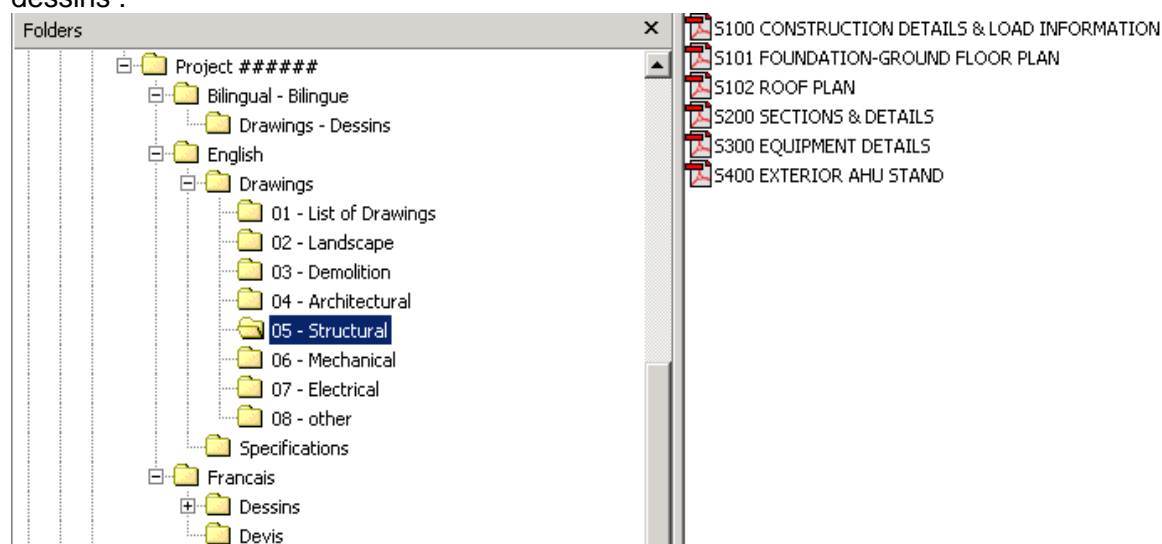 dessins :
Folders
Project ######
Bilingual - Bilingue
Drawings - Dessins
English
Drawings
01 - List of Drawings
02 - Landscape
03 - Demolition
04 - Architectural
05 - Structural
06 - Mechanical
07 - Electrical
08 - other
Specifications
Francais
Dessins
Devis
S100 CONSTRUCTION DETAILS & LOAD INFORMATION
S101 FOUNDATION-GROUND FLOOR PLAN
S102 ROOF PLAN
S200 SECTIONS & DETAILS
S300 EQUIPMENT DETAILS
S400 EXTERIOR AHU STAND